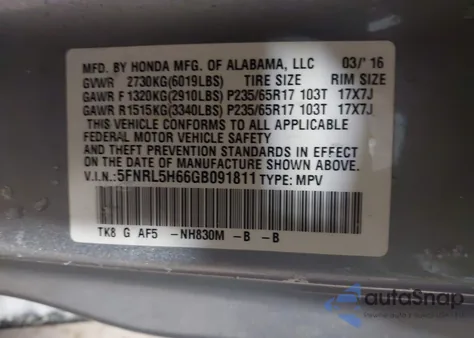 MFD. BY HONDA MFG. OF ALABAMA, LLC 03/'16
GVWR 2730KG(6019LBS) TIRE SIZE RIM SIZE
GAWR F 1320KG(2910LBS) P235/65R17 103T 17X7J
GAWR R1515KG(3340LBS) P235/65R17 103T 17X7J
THIS VEHICLE CONFORMS TO ALL APPLICABLE
FEDERAL MOTOR VEHICLE SAFETY, BUMPER,
AND THEFT PREVENTION STANDARDS IN EFFECT
ON THE DATE OF MANUFACTURE SHOWN ABOVE.
V.I.N.:5FNRL5H66GB091811 TYPE: MPV
TK8 G AF5 -NH830M -B -B
autoSnap